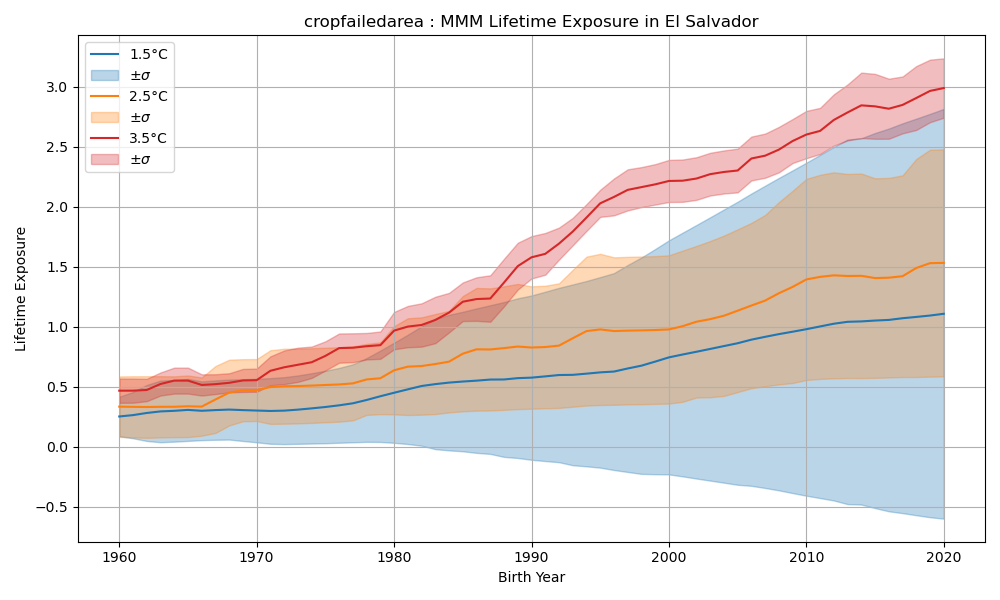 cropfailedarea : MMM Lifetime Exposure in El Salvador
1.5°C
±σ
2.5°C
±σ
3.5°C
±σ
Lifetime Exposure
3.0
2.5
2.0
1.5
1.0
0.5
0.0
−0.5
1960 1970 1980 1990 2000 2010 2020
Birth Year